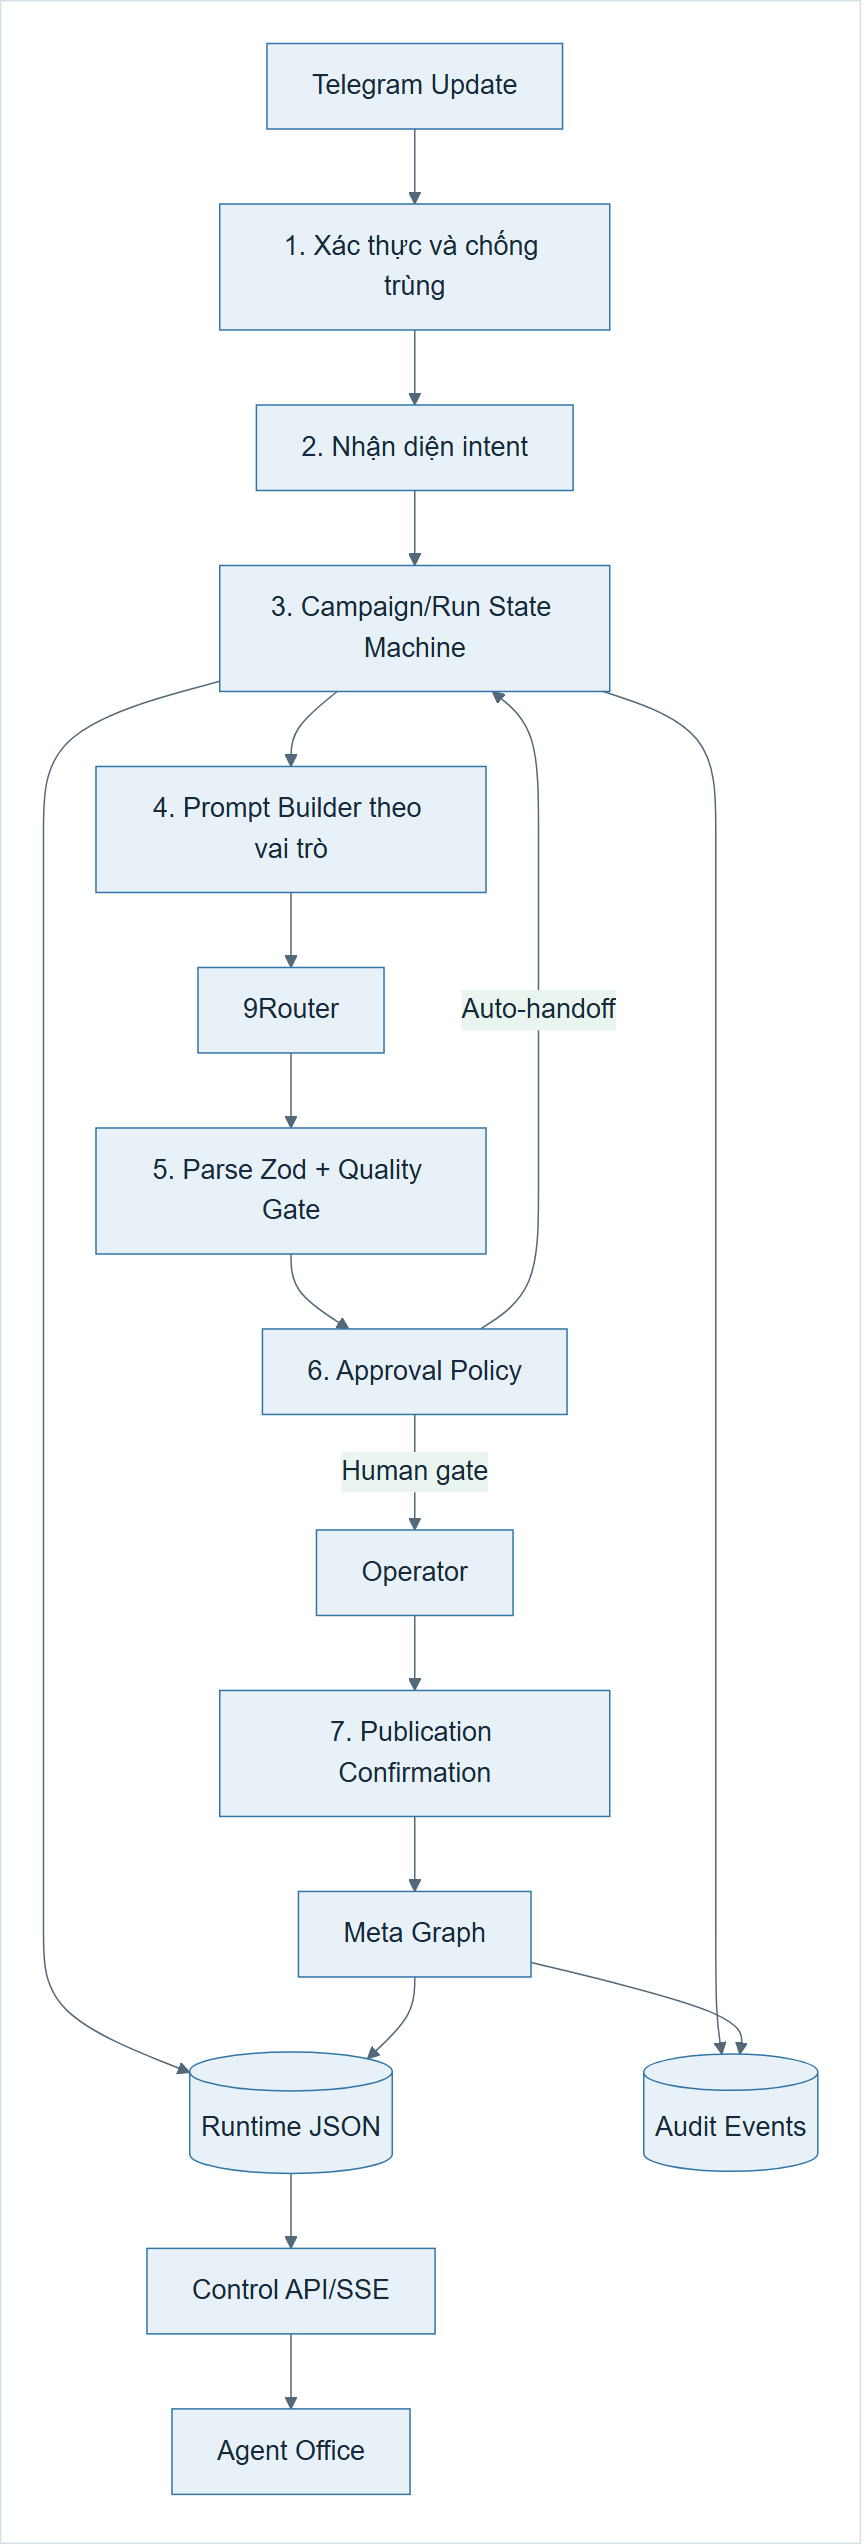 Telegram Update
1. Xác thực và chống
trùng
2. Nhận diện intent
3. Campaign/Run State
Machine
4. Prompt Builder theo
vai trò
9Router
Auto-handoff
5. Parse Zod + Quality
Gate
6. Approval Policy
Human gate
Operator
7. Publication
Confirmation
Meta Graph
Runtime JSON
Audit Events
Control API/SSE
Agent Office